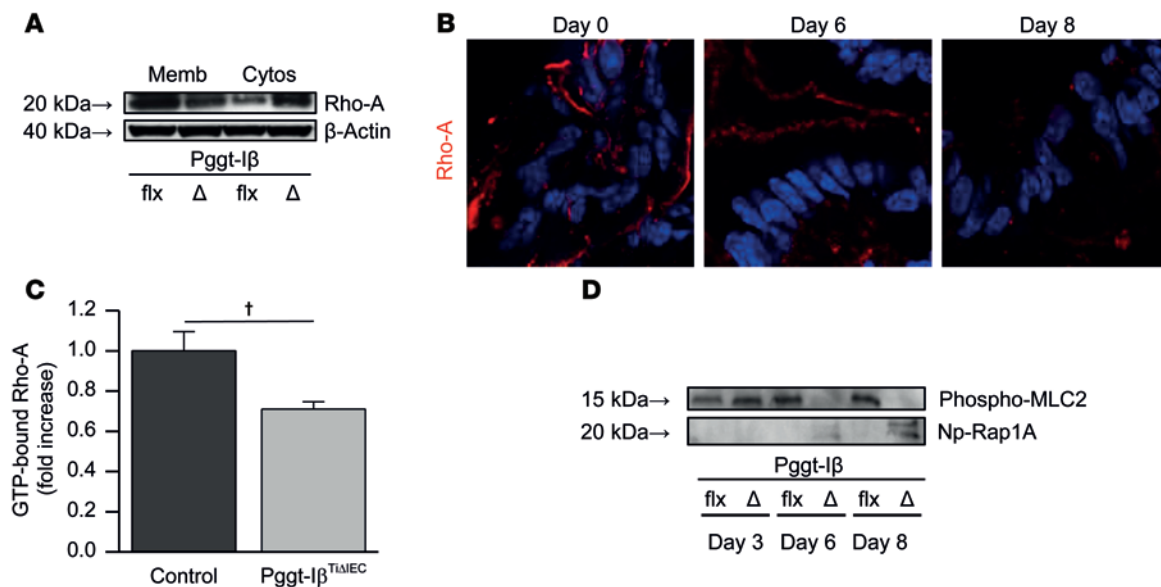 A
Memb Cytos
20 kDa→ Rho-A
40 kDa→ β-Actin
Pggt-Iβ
flx Δ flx Δ
B
Day 0 Day 6 Day 8
Rho-A
C
GTP-bound Rho-A
(fold increase)
1.2
1.0
0.8
0.6
0.4
0.2
0.0
†
Control Pggt-Iβ^TiΔIEC
D
15 kDa→ Phospho-MLC2
20 kDa→ Np-Rap1A
Pggt-Iβ
flx Δ flx Δ flx Δ
Day 3 Day 6 Day 8